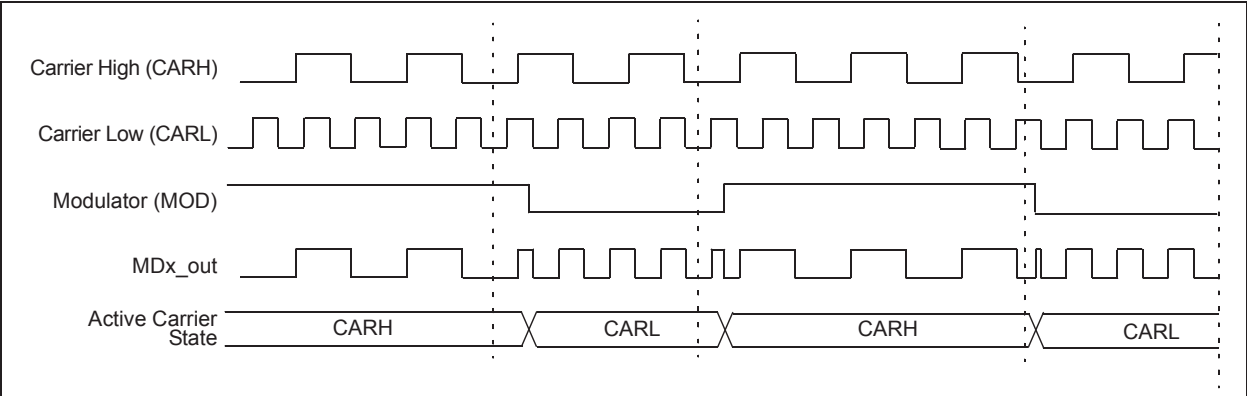 Carrier High (CARH)
Carrier Low (CARL)
Modulator (MOD)
MDx_out
Active Carrier
State
CARH
CARL
CARH
CARL